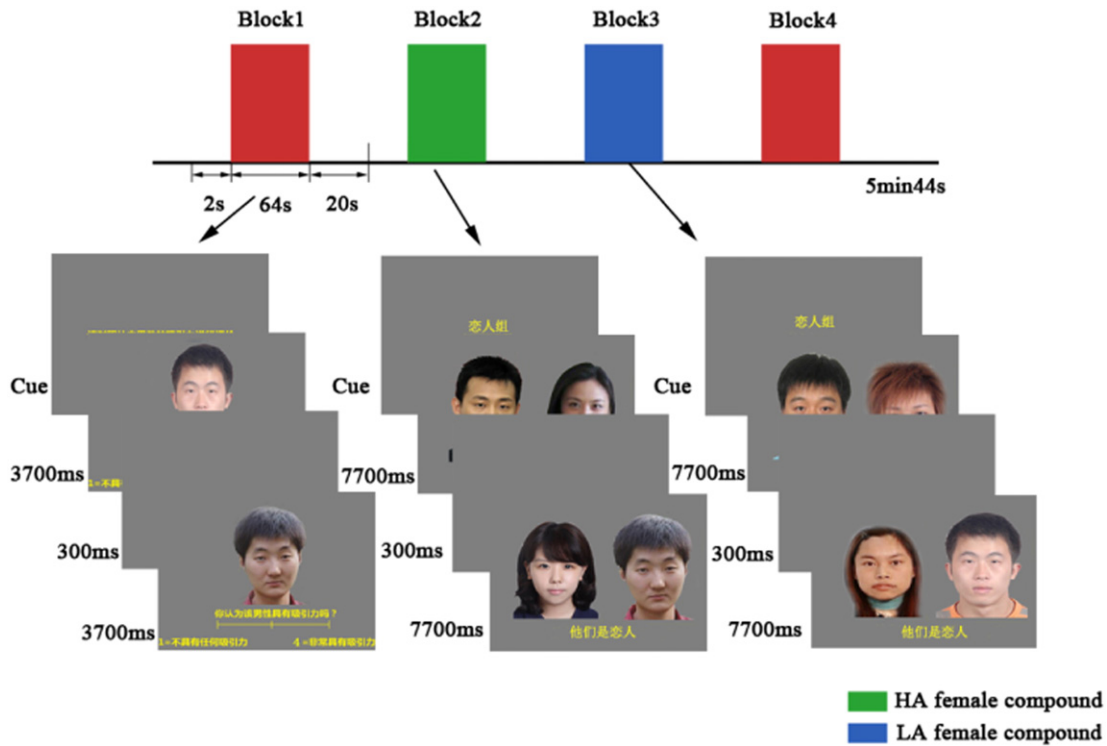 Block1
Block2
Block3
Block4
2s
64s
20s
5min44s
Cue
3700ms
1=不具
300ms
3700ms
你认为该男性具有吸引力吗？
1=不具有任何吸引力
4=非常具有吸引力
恋人组
Cue
7700ms
300ms
7700ms
他们是恋人
恋人组
Cue
7700ms
300ms
7700ms
他们是恋人
HA female compound
LA female compound